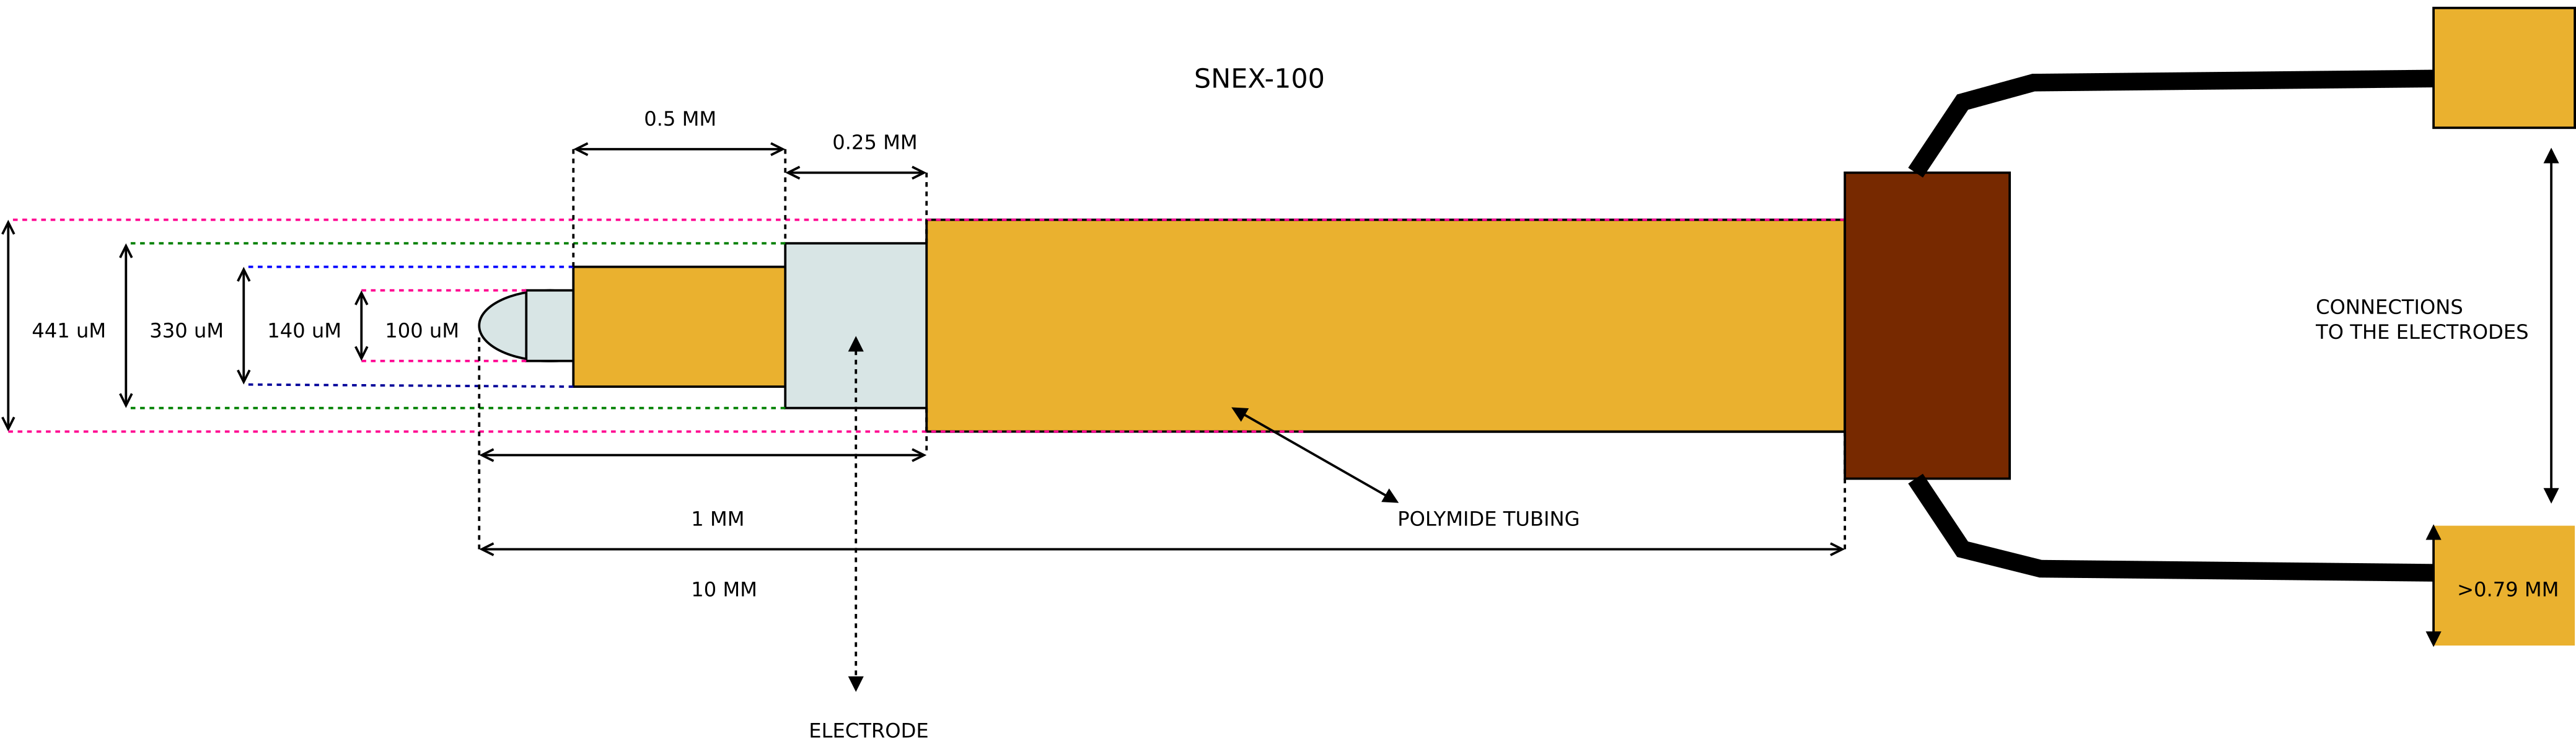 SNEX-100
0.5 MM
0.25 MM
441 uM
330 uM
140 uM
100 uM
CONNECTIONS
TO THE ELECTRODES
1 MM
POLYMIDE TUBING
10 MM
>0.79 MM
ELECTRODE